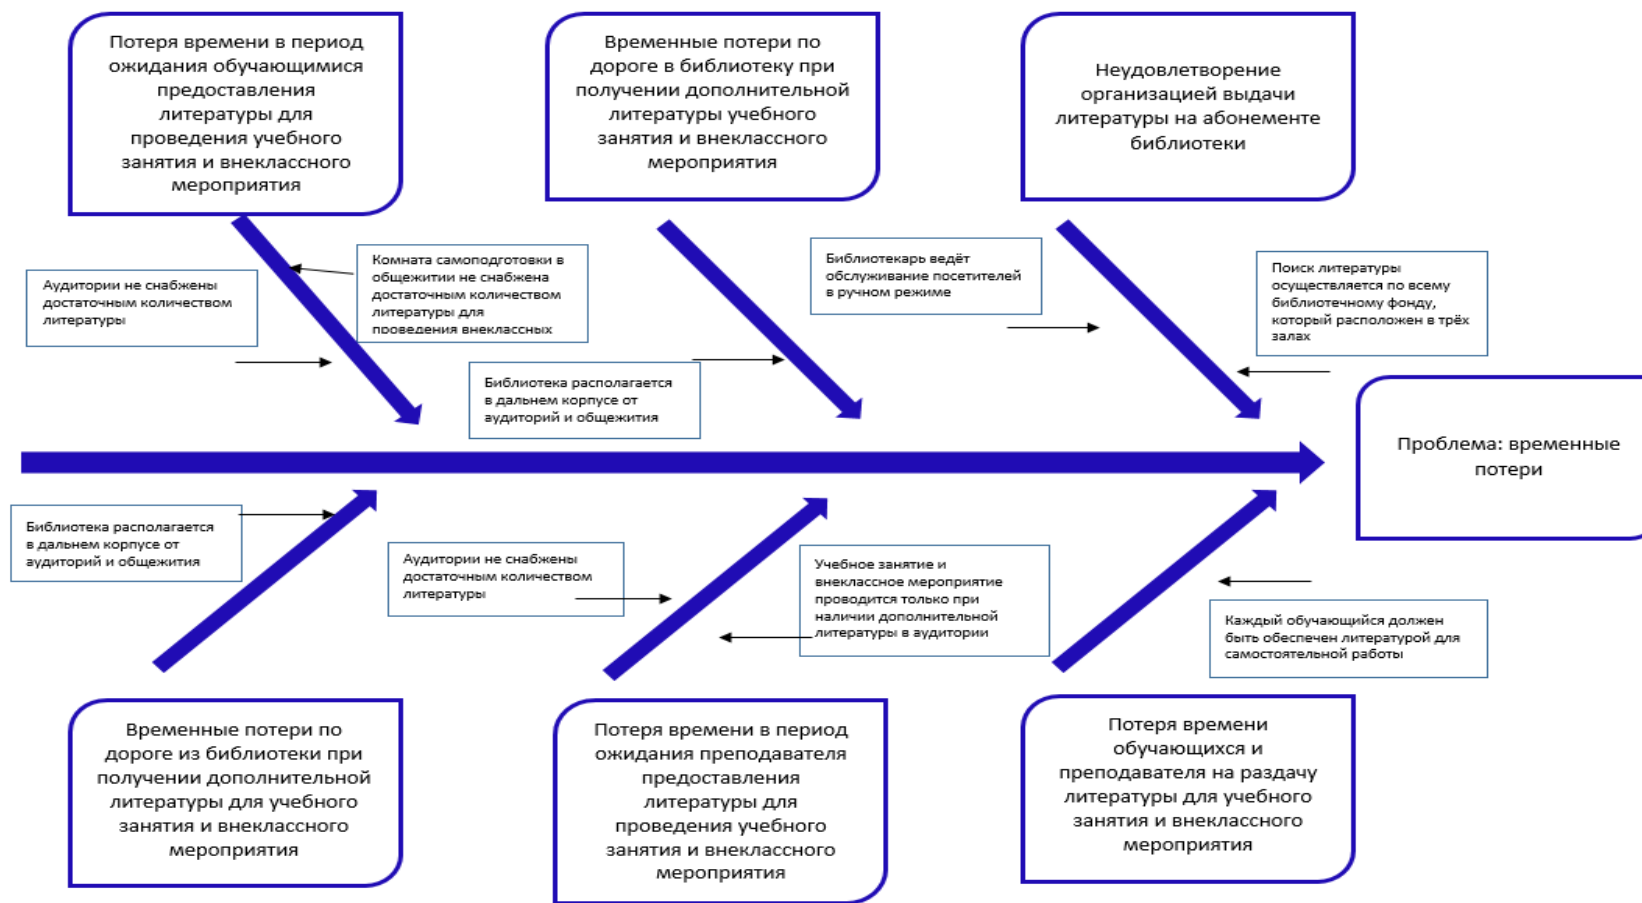 Потеря времени в период
ожидания обучающимися
предоставления
литературы для
проведения учебного
занятия и внеклассного
мероприятия
Временные потери по
дороге в библиотеку при
получении дополнительной
литературы учебного
занятия и внеклассного
мероприятия
Неудовлетворение
организацией выдачи
литературы на абонементе
библиотеки
Аудитории не снабжены
достаточным количеством
литературы
Комната самоподготовки в
общежитии не снабжена
достаточным количеством
литературы для
проведения внеклассных
Библиотека располагается
в дальнем корпусе от
аудиторий и общежития
Библиотекарь ведёт
обслуживание посетителей
в ручном режиме
Поиск литературы
осуществляется по всему
библиотечному фонду,
который расположен в трёх
залах
Проблема: временные
потери
Библиотека располагается
в дальнем корпусе от
аудиторий и общежития
Аудитории не снабжены
достаточным количеством
литературы
Учебное занятие и
внеклассное мероприятие
проводится только при
наличии дополнительной
литературы в аудитории
Каждый обучающийся должен
быть обеспечен литературой для
самостоятельной работы
Временные потери по
дороге из библиотеки при
получении дополнительной
литературы для учебного
занятия и внеклассного
мероприятия
Потеря времени в период
ожидания преподавателя
предоставления
литературы для
проведения учебного
занятия и внеклассного
мероприятия
Потеря времени
обучающихся и
преподавателя на раздачу
литературы для учебного
занятия и внеклассного
мероприятия